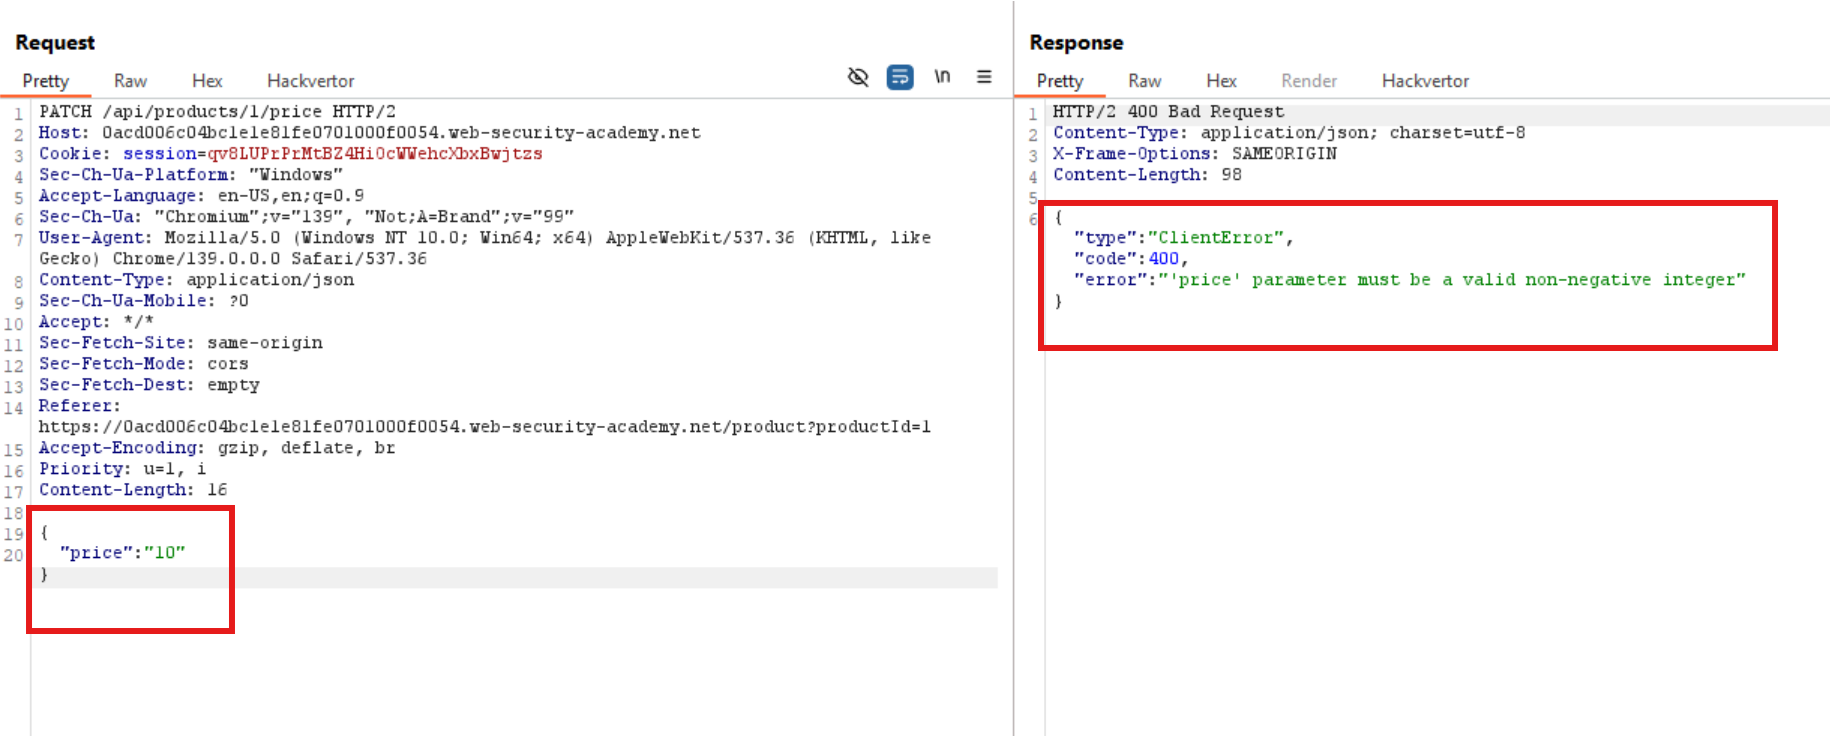 Request
Pretty Raw Hex Hackvertor \n
1 PATCH /api/products/1/price HTTP/2
2 Host: 0acd006c04bc1e1e81fe0701000f0054.web-security-academy.net
3 Cookie: session=qv8LUPrPrMtBZ4Hi0cWWehcXbxBwjtzs
4 Sec-Ch-Ua-Platform: "Windows"
5 Accept-Language: en-US,en;q=0.9
6 Sec-Ch-Ua: "Chromium";v="139", "Not;A=Brand";v="99"
7 User-Agent: Mozilla/5.0 (Windows NT 10.0; Win64; x64) AppleWebKit/537.36 (KHTML, like
Gecko) Chrome/139.0.0.0 Safari/537.36
8 Content-Type: application/json
9 Sec-Ch-Ua-Mobile: ?0
10 Accept: */*
11 Sec-Fetch-Site: same-origin
12 Sec-Fetch-Mode: cors
13 Sec-Fetch-Dest: empty
14 Referer:
https://0acd006c04bc1e1e81fe0701000f0054.web-security-academy.net/product?productId=1
15 Accept-Encoding: gzip, deflate, br
16 Priority: u=1, i
17 Content-Length: 16
18
19 {
20 "price":"10"
}
Response
Pretty Raw Hex Render Hackvertor
1 HTTP/2 400 Bad Request
2 Content-Type: application/json; charset=utf-8
3 X-Frame-Options: SAMEORIGIN
4 Content-Length: 98
5
6 {
"type":"ClientError",
"code":400,
"error":"'price' parameter must be a valid non-negative integer"
}